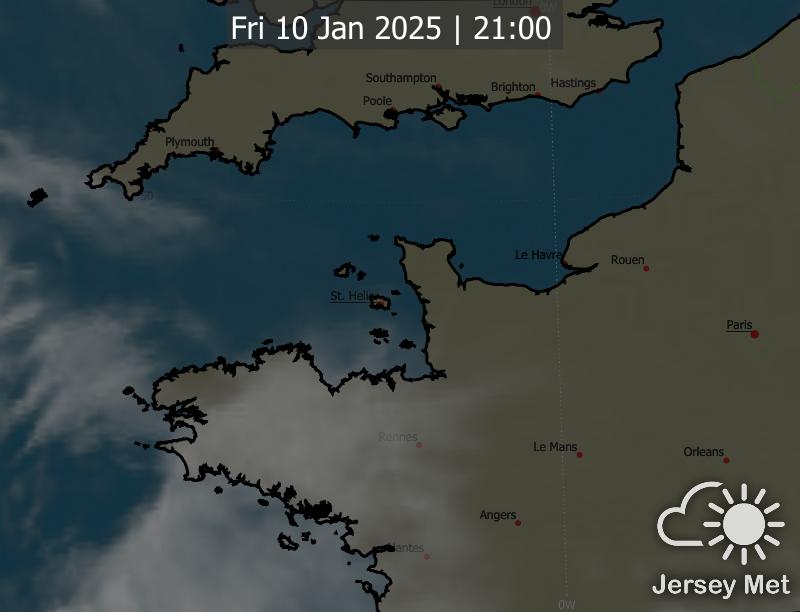 London
0W
Fri 10 Jan 2025 | 21:00
Southampton
Brighton
Hastings
Poole
Plymouth
50
Le Havre
Rouen
St. Helier
Paris
Rennes
Le Mans
Orleans
Angers
Nantes
Jersey Met
0W